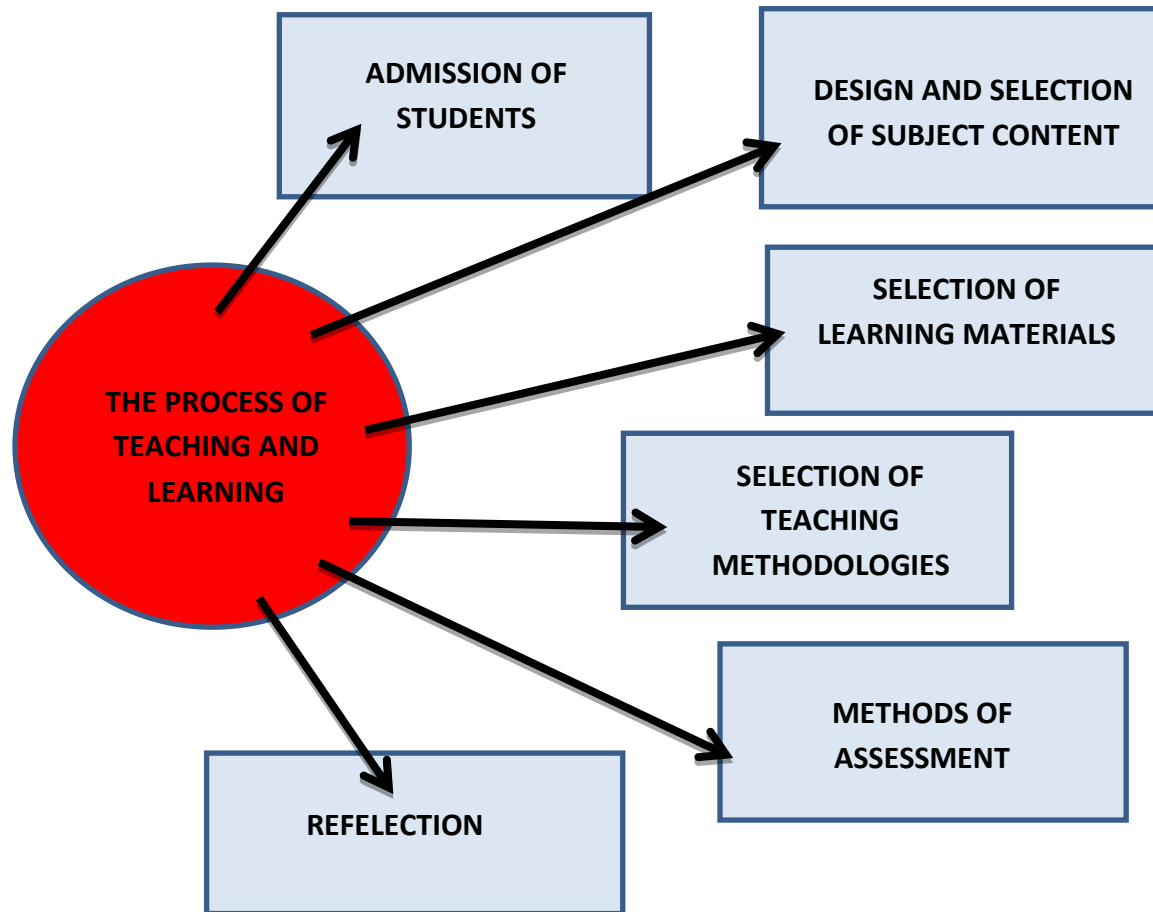 ADMISSION OF
STUDENTS
DESIGN AND SELECTION
OF SUBJECT CONTENT
SELECTION OF
LEARNING MATERIALS
THE PROCESS OF
TEACHING AND
LEARNING
SELECTION OF
TEACHING
METHODOLOGIES
METHODS OF
ASSESSMENT
REFELECTION